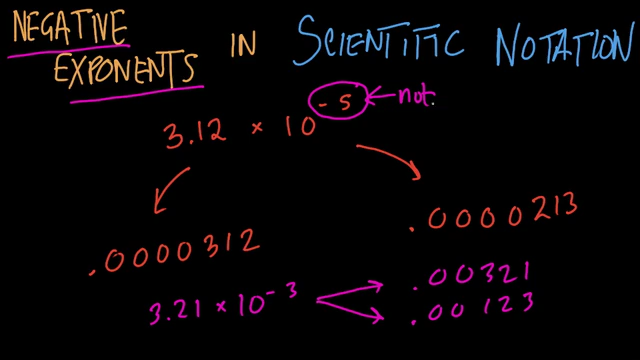 NEGATIVE EXPONENTS IN SCIENTIFIC NOTATION
3.12 × 10⁻⁵ ← not
.0000312
.0000213
3.21 × 10⁻³
.00321
.00123